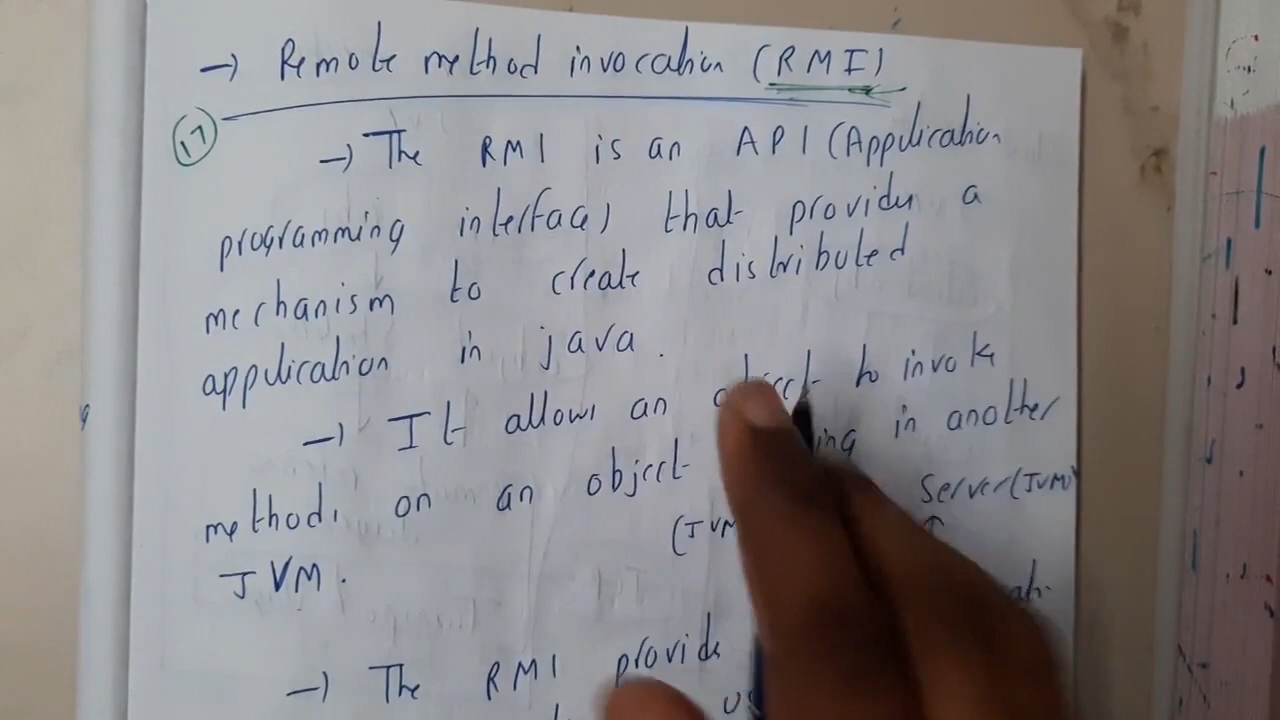 → Remote method invocation (RMI)
17
→ The RMI is an API (Application
programming interface) that provides a
mechanism to create distributed
application in java.
→ It allows an object to invoke
methods on an object in another
Server (JVM)
(JVM
JVM.
→ The RMI provide